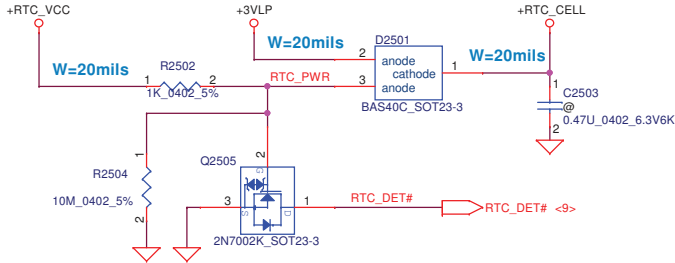 +RTC_VCC
+3VLP
+RTC_CELL
D2501
W=20mils
W=20mils
W=20mils
R2502
RTC_PWR
2
anode
cathode
1
3
anode
1
2
1K_0402_5%
BAS40C_SOT23-3
1
C2503
@
0.47U_0402_6.3V6K
2
1
R2504
10M_0402_5%
2
Q2505
2
G
3
S
D
1
RTC_DET#
RTC_DET# <9>
2N7002K_SOT23-3